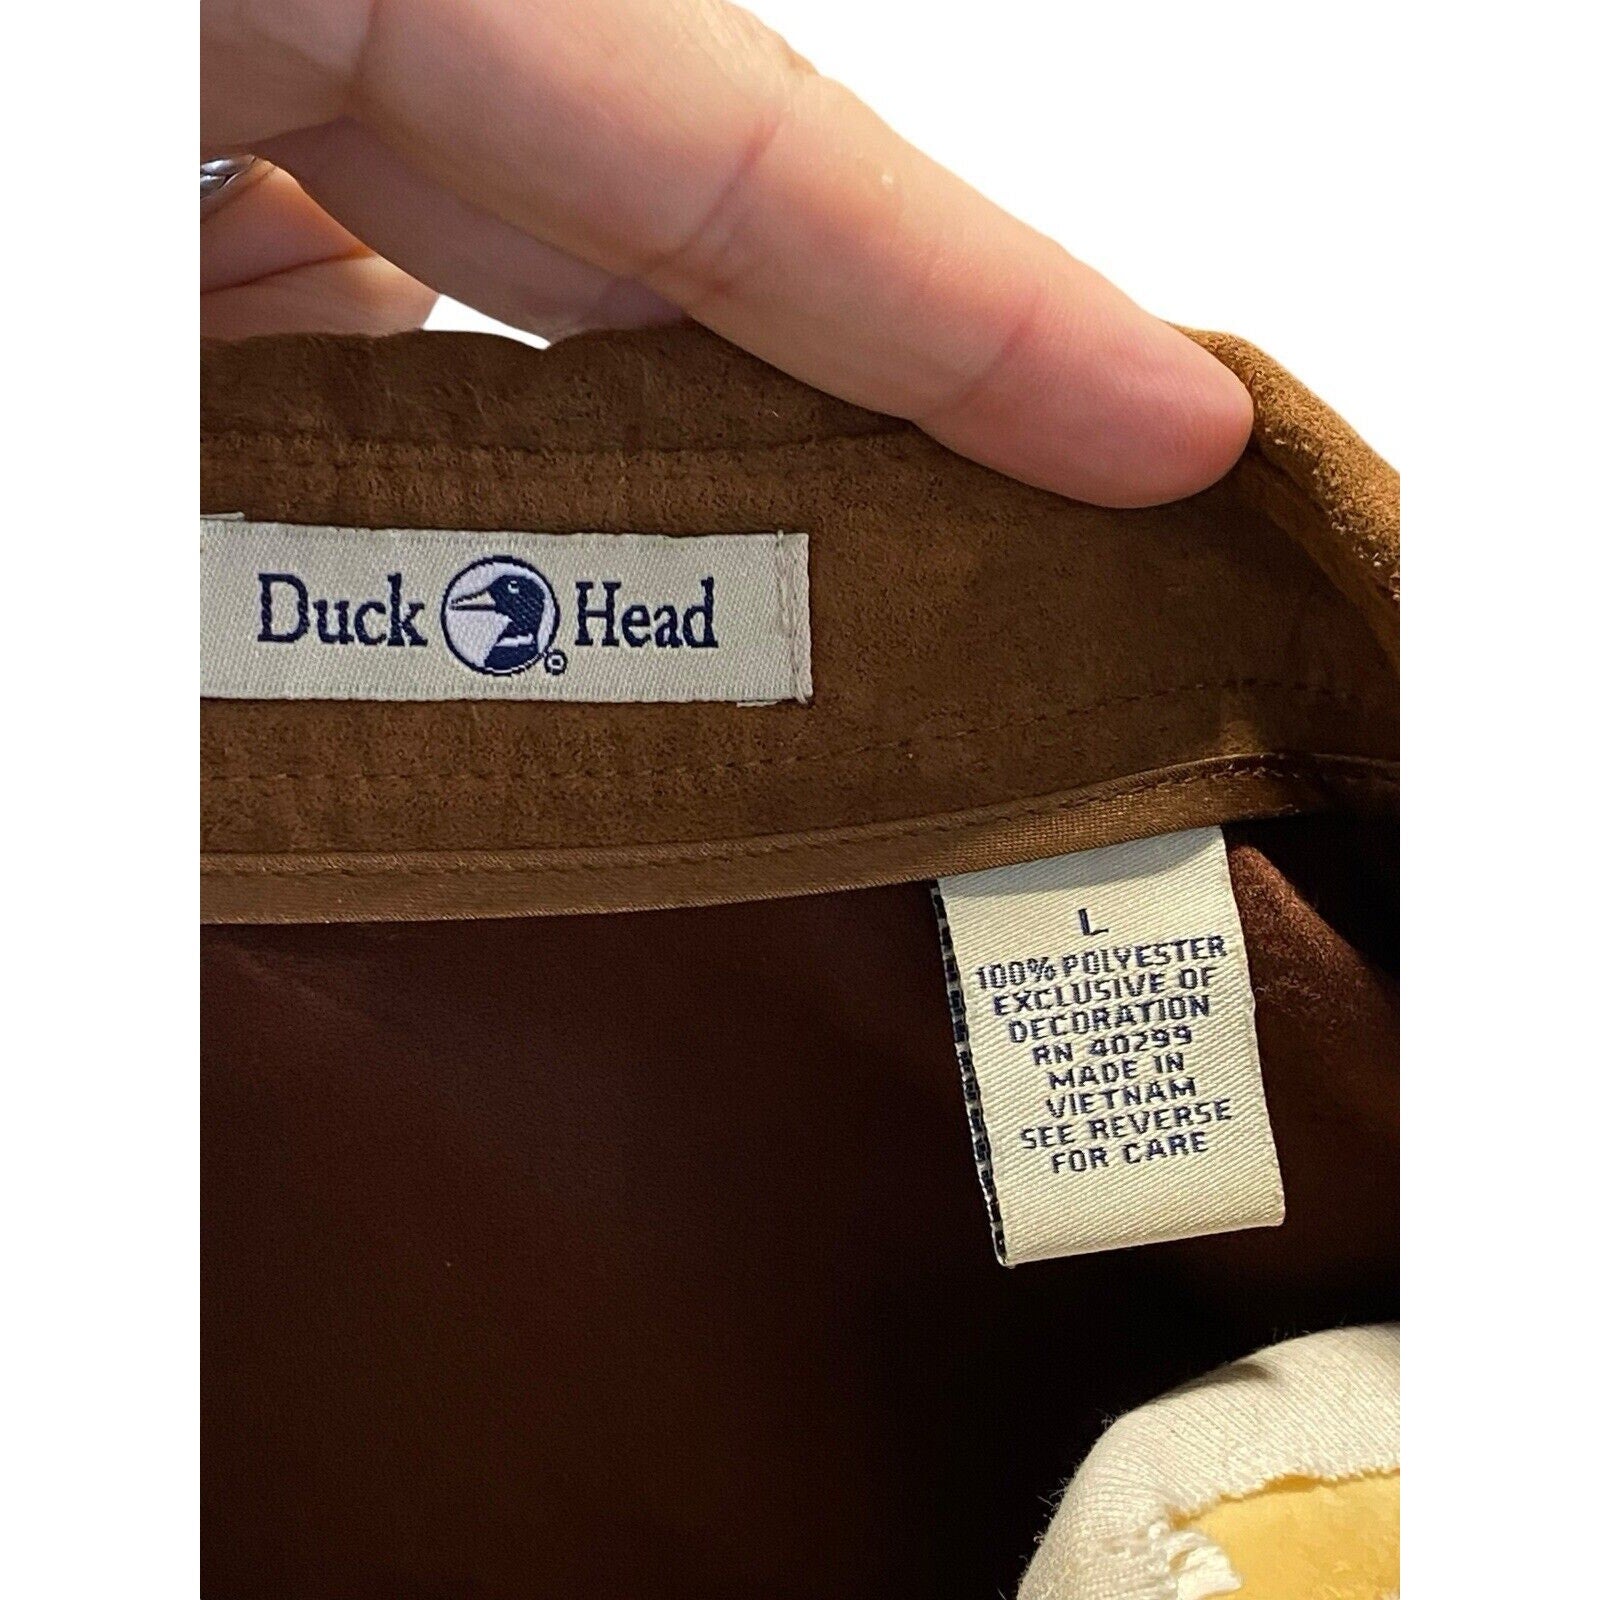 Duck Head
L
100% POLYESTER
EXCLUSIVE OF
DECORATION
RN 40299
MADE IN
VIETNAM
SEE REVERSE
FOR CARE